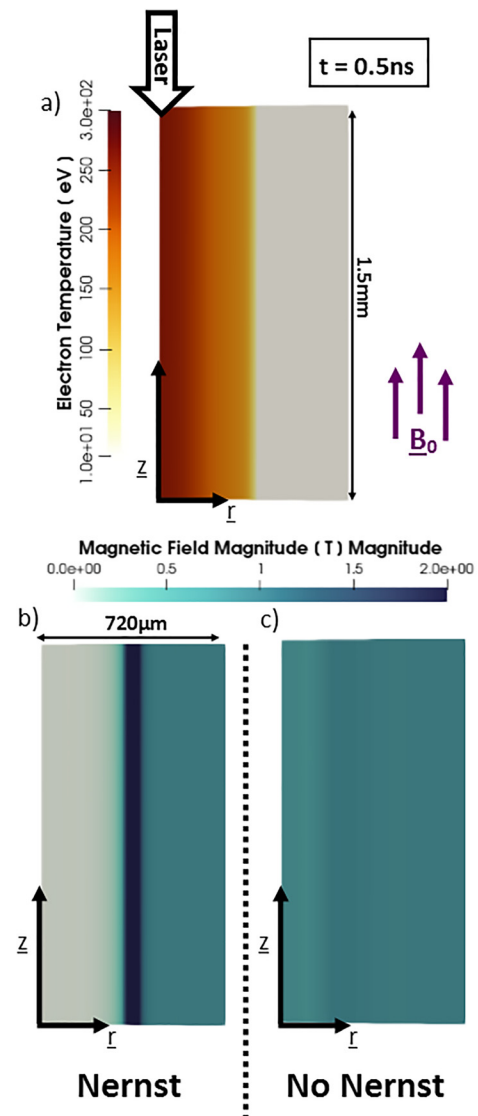 Laser
t = 0.5ns
a)
3.0e+02
250
200
150
100
50
1.0e+01
Electron Temperature ( eV)
1.5mm
B0
z
r
Magnetic Field Magnitude (T) Magnitude
0.0e+00 0.5 1 1.5 2.0e+00
b)
720μm
c)
z
r
z
r
Nernst
No Nernst